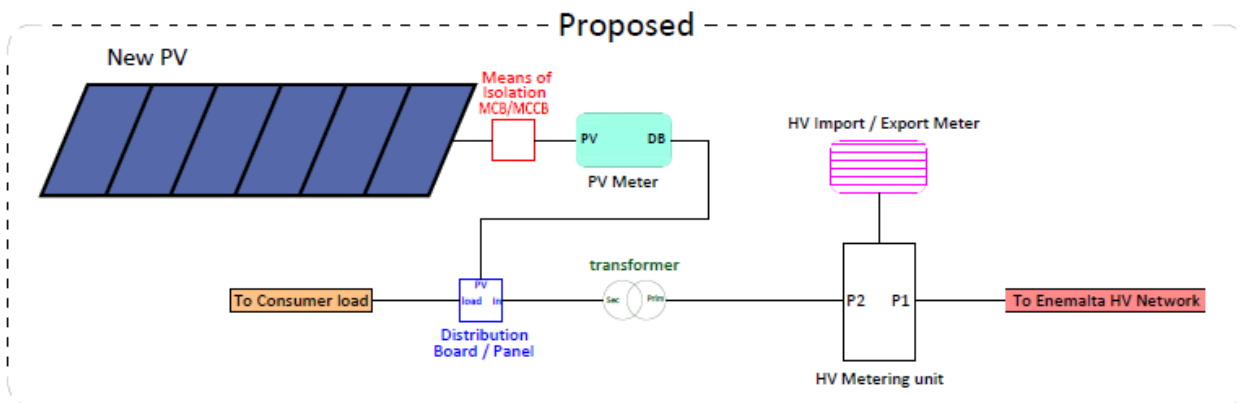 Proposed
New PV
Means of
Isolation
MCB/MCCB
PV DB
PV Meter
HV Import / Export Meter
To Consumer load
PV
load in
Distribution
Board / Panel
transformer
Sec Prim
P2 P1
HV Metering unit
To Enemalta HV Network